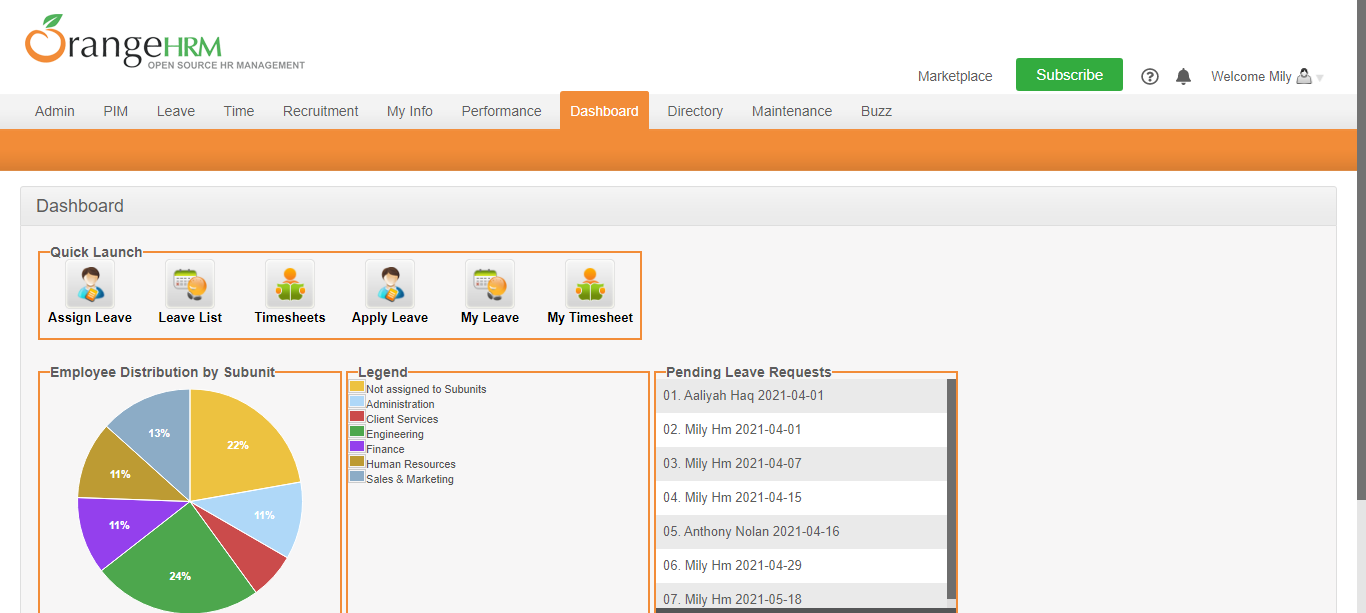 OrangeHRM
OPEN SOURCE HR MANAGEMENT
Marketplace Subscribe Welcome Mily
Admin PIM Leave Time Recruitment My Info Performance Dashboard Directory Maintenance Buzz
Dashboard
Quick Launch
Assign Leave Leave List Timesheets Apply Leave My Leave My Timesheet
Employee Distribution by Subunit
22%
11%
24%
11%
11%
13%
Legend
Not assigned to Subunits
Administration
Client Services
Engineering
Finance
Human Resources
Sales & Marketing
Pending Leave Requests
01. Aaliyah Haq 2021-04-01
02. Mily Hm 2021-04-01
03. Mily Hm 2021-04-07
04. Mily Hm 2021-04-15
05. Anthony Nolan 2021-04-16
06. Mily Hm 2021-04-29
07. Mily Hm 2021-05-18